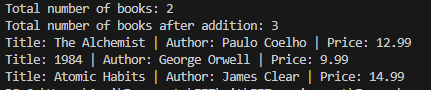 Total number of books: 2
Total number of books after addition: 3
Title: The Alchemist | Author: Paulo Coelho | Price: 12.99
Title: 1984 | Author: George Orwell | Price: 9.99
Title: Atomic Habits | Author: James Clear | Price: 14.99